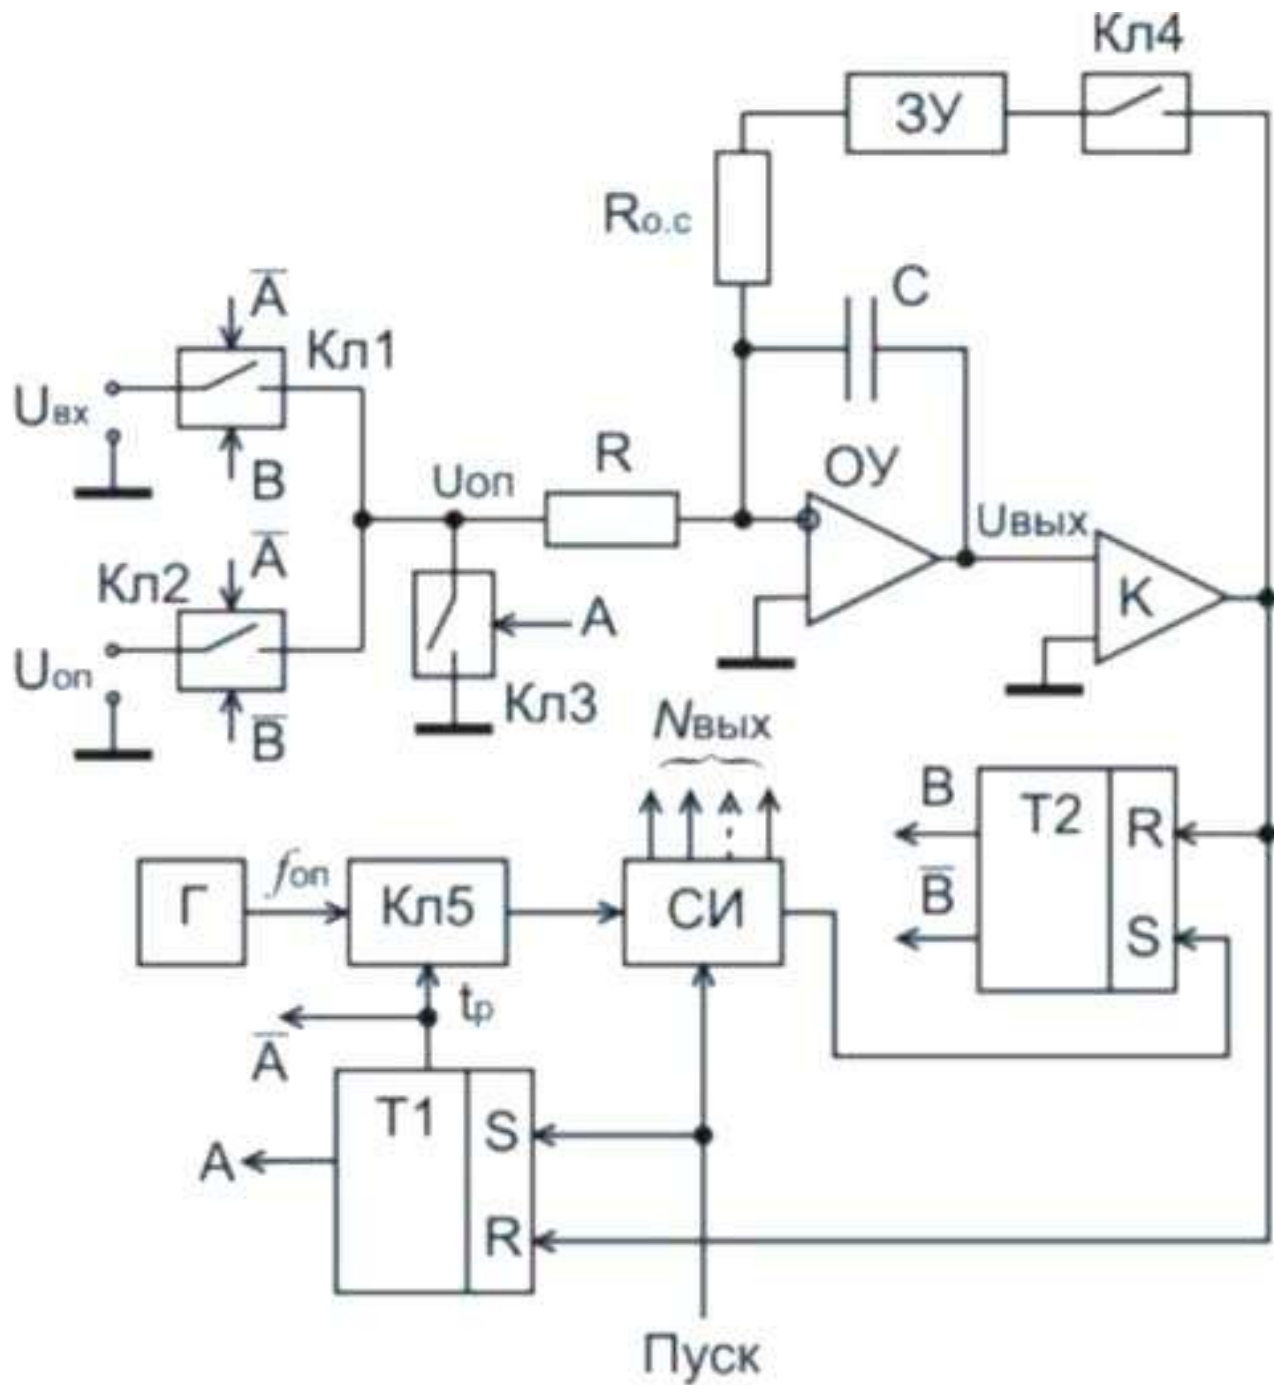 Кл4
ЗУ
Rо.с
C
A̅
Кл1
Uвх
B
R
ОУ
Uоп
Uвых
A̅
Кл2
K
A
Uоп
Кл3
B̅
Nвых
B
T2
R
B̅
S
Г
fоп
Кл5
СИ
tр
A̅
T1
S
A
R
Пуск